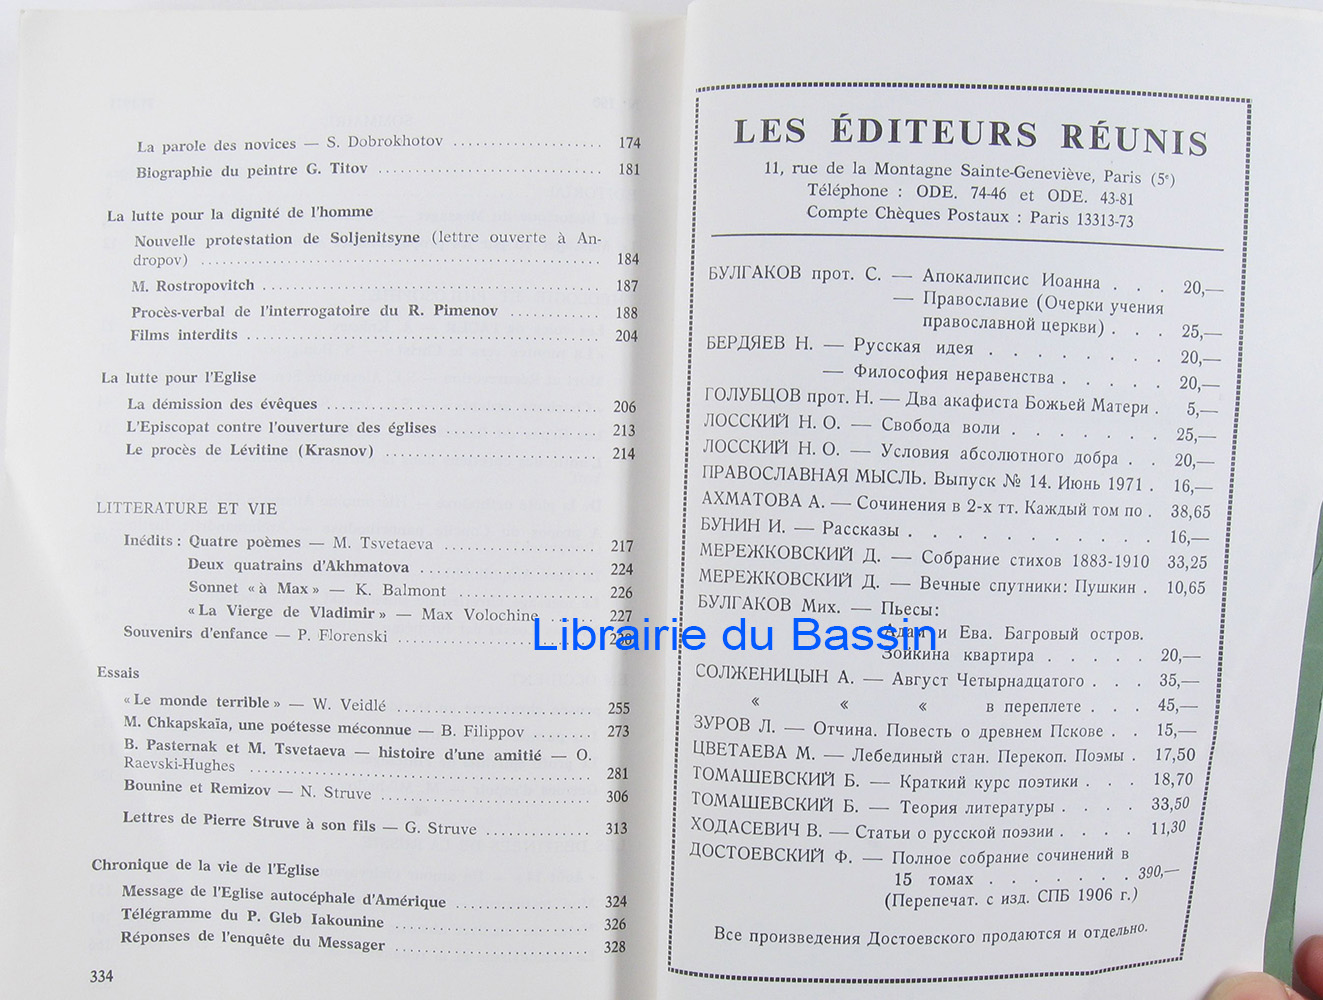 La parole des novices — S. Dobrokhotov .................... 174
Biographie du peintre G. Titov .................... 181
La lutte pour la dignité de l'homme
Nouvelle protestation de Soljenitsyne (lettre ouverte à An-
dropov) .................... 184
M. Rostropovitch .................... 187
Procès-verbal de l'interrogatoire du R. Pimenov ............ 188
Films interdits .................... 204
La lutte pour l'Eglise
La démission des évêques .................... 206
L'Episcopat contre l'ouverture des églises .................... 213
Le procès de Lévitine (Krasnov) .................... 214
LITTERATURE ET VIE
Inédits : Quatre poèmes — M. Tsvetaeva .................... 217
Deux quatrains d'Akhmatova .................... 224
Sonnet « à Max » — K. Balmont .................... 226
« La Vierge de Vladimir » — Max Volochine ........ 227
Souvenirs d'enfance — P. Florenski ....................
Essais
« Le monde terrible » — W. Veidlé .................... 255
M. Chkapskaïa, une poétesse méconnue — B. Filippov ........ 273
B. Pasternak et M. Tsvetaeva — histoire d'une amitié — O.
Raevski-Hughes .................... 281
Bounine et Remizov — N. Struve .................... 306
Lettres de Pierre Struve à son fils — G. Struve ............ 313
Chronique de la vie de l'Eglise
Message de l'Eglise autocéphale d'Amérique .................... 324
Télégramme du P. Gleb Iakounine .................... 326
Réponses de l'enquête du Messager .................... 328
334
LES ÉDITEURS RÉUNIS
11, rue de la Montagne Sainte-Geneviève, Paris (5e)
Téléphone : ODE. 74-46 et ODE. 43-81
Compte Chèques Postaux : Paris 13313-73
БУЛГАКОВ прот. С. — Апокалипсис Иоанна . . . 20,—
— Православие (Очерки учения
православной церкви) . . . 25,—
БЕРДЯЕВ Н. — Русская идея . . . . . . . . 20,—
— Философия неравенства . . . . . 20,—
ГОЛУБЦОВ прот. Н. — Два акафиста Божьей Матери . 5,—
ЛОССКИЙ Н. О. — Свобода воли . . . . . . . 25,—
ЛОССКИЙ Н. О. — Условия абсолютного добра . . 20,—
ПРАВОСЛАВНАЯ МЫСЛЬ. Выпуск № 14. Июнь 1971 . 16,—
АХМАТОВА А. — Сочинения в 2-х тт. Каждый том по . 38,65
БУНИН И. — Рассказы . . . . . . . . . . . 16,—
МЕРЕЖКОВСКИЙ Д. — Собрание стихов 1883-1910 33,25
МЕРЕЖКОВСКИЙ Д. — Вечные спутники: Пушкин . 10,65
БУЛГАКОВ Мих. — Пьесы:
Адам и Ева. Багровый остров.
Зойкина квартира . . . . . 20,—
СОЛЖЕНИЦЫН А. — Август Четырнадцатого . . . 35,—
« « « в переплете . . . 45,—
ЗУРОВ Л. — Отчина. Повесть о древнем Пскове . . 15,—
ЦВЕТАЕВА М. — Лебединый стан. Перекоп. Поэмы . 17,50
ТОМАШЕВСКИЙ Б. — Краткий курс поэтики . . . 18,70
ТОМАШЕВСКИЙ Б. — Теория литературы . . . . 33,50
ХОДАСЕВИЧ В. — Статьи о русской поэзии . . . . 11,30
ДОСТОЕВСКИЙ Ф. — Полное собрание сочинений в
15 томах . . . . . . . 390,—
(Перепечат. с изд. СПБ 1906 г.)
Все произведения Достоевского продаются и отдельно.
Librairie du Bassin